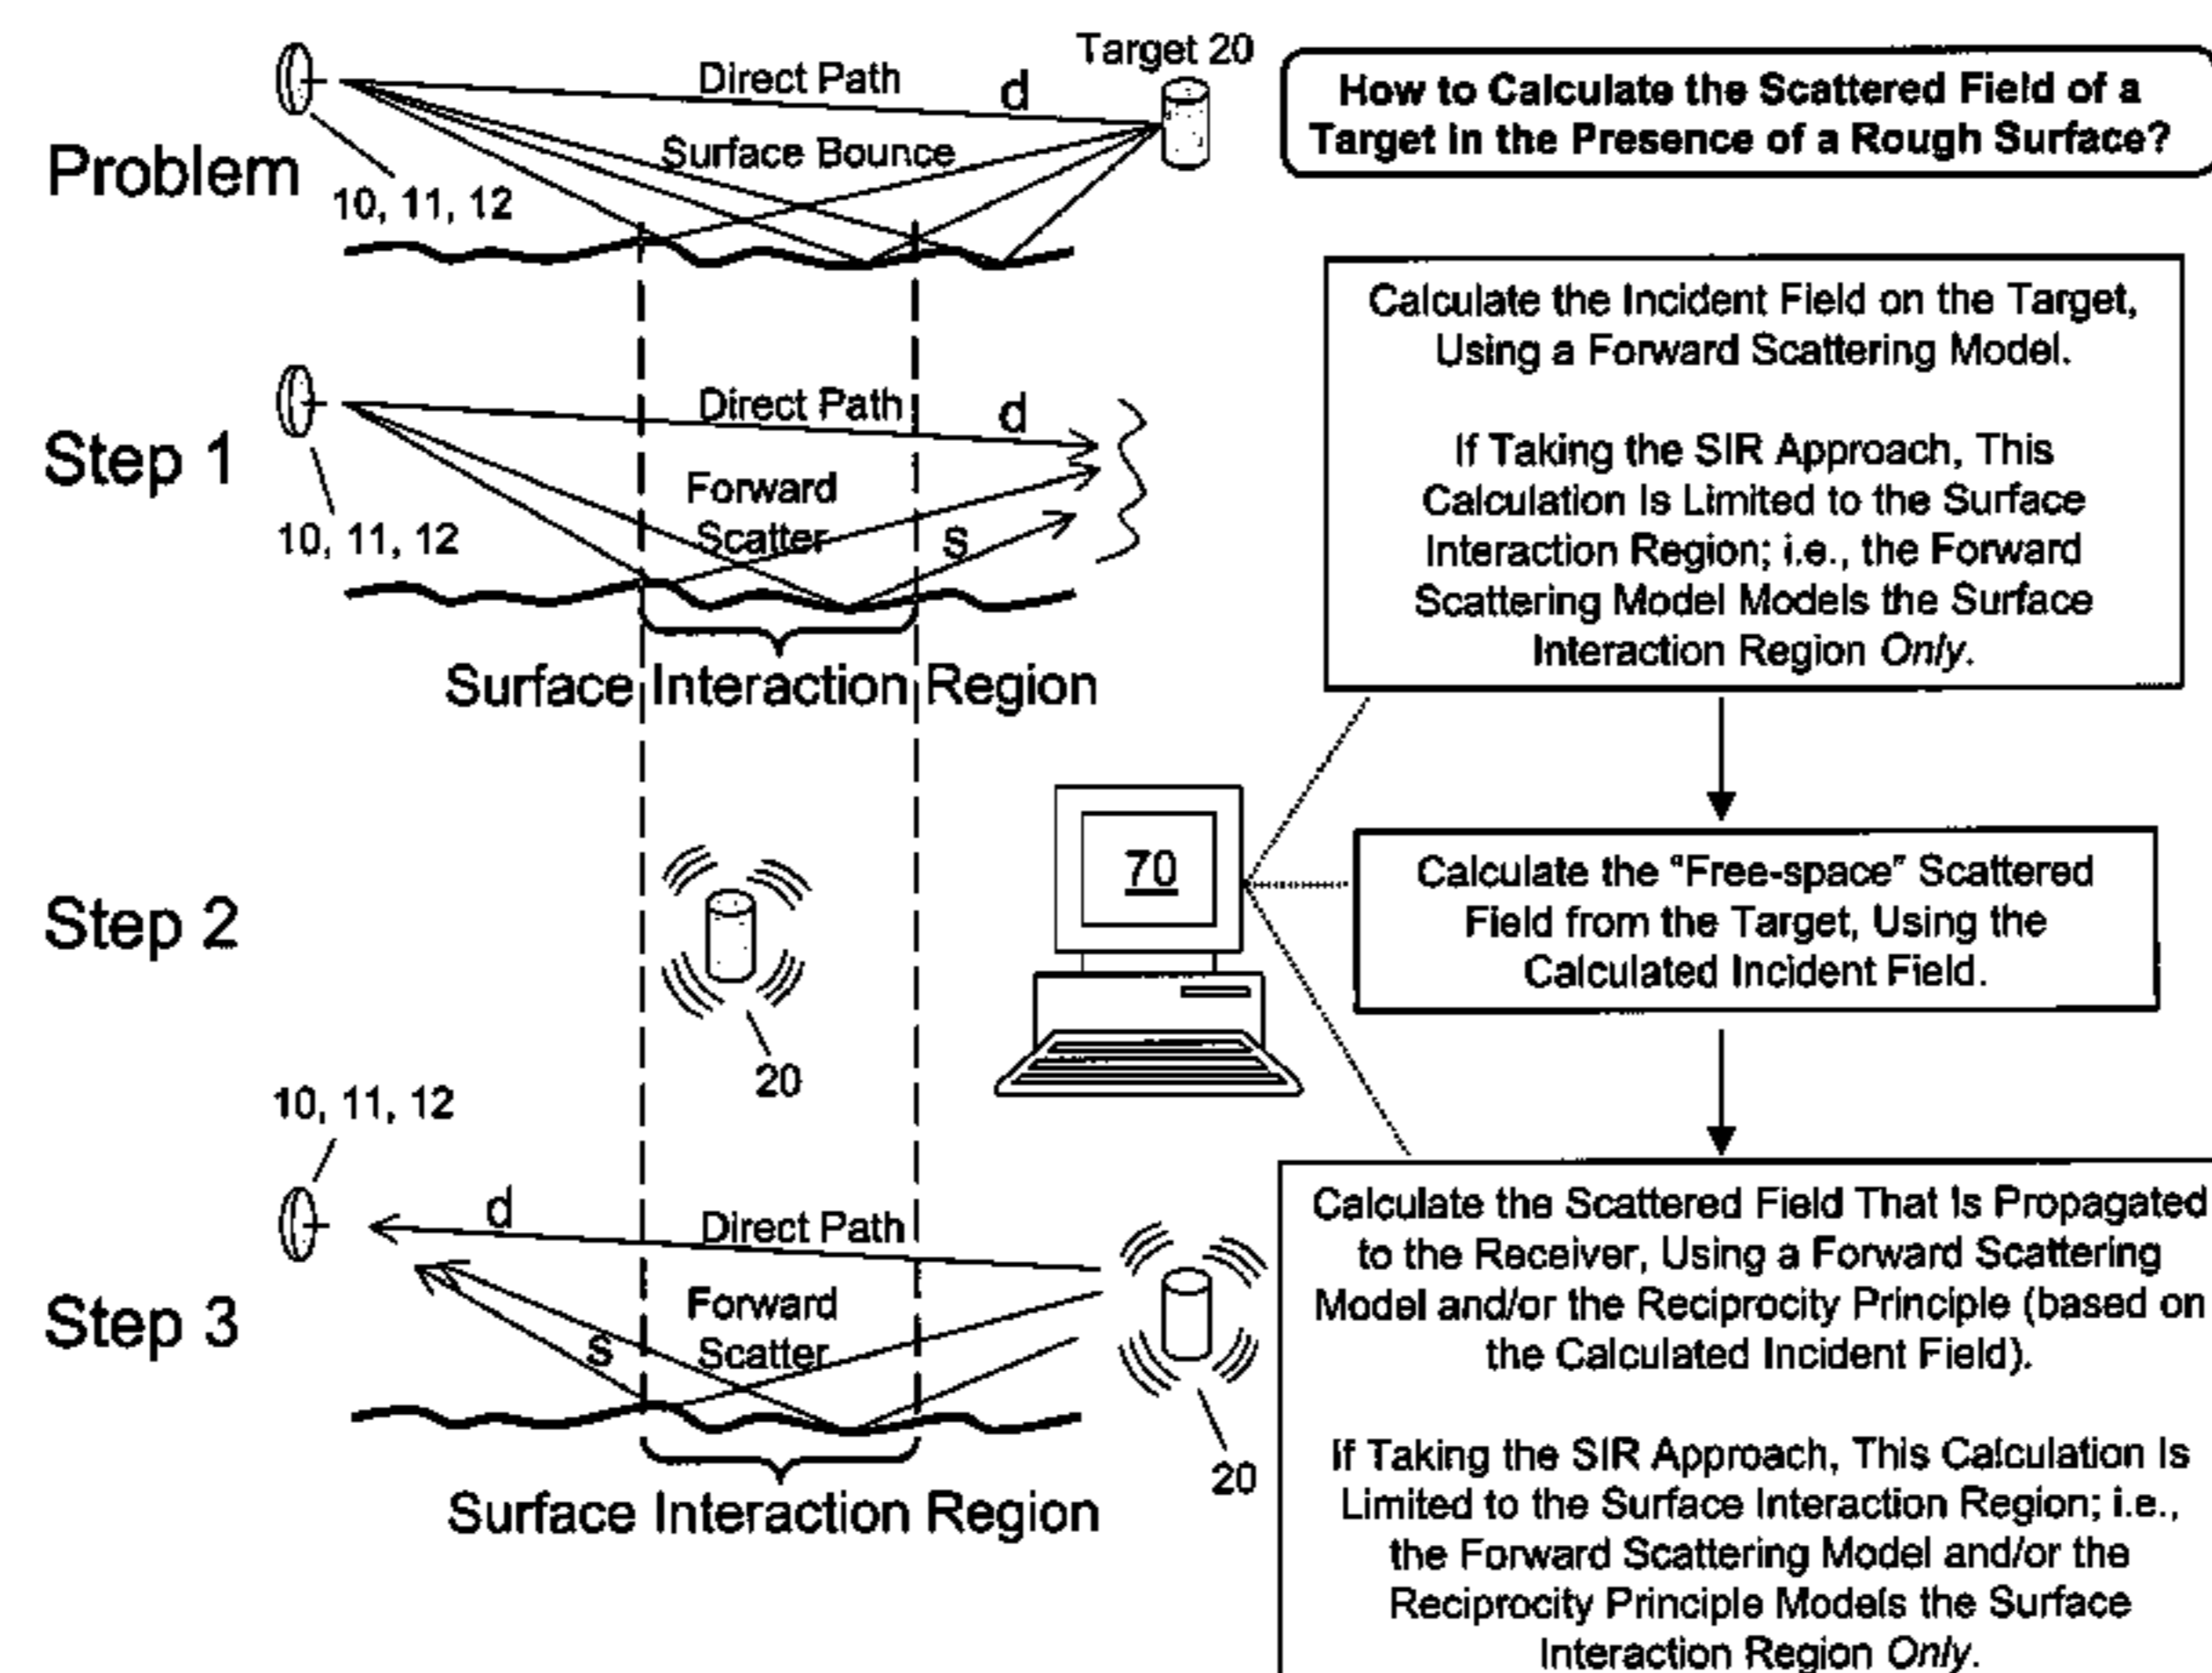 Target 20
Direct Path
d
Surface Bounce
Problem
10, 11, 12
How to Calculate the Scattered Field of a
Target in the Presence of a Rough Surface?
Calculate the Incident Field on the Target,
Using a Forward Scattering Model.
If Taking the SIR Approach, This
Calculation Is Limited to the Surface
Interaction Region; i.e., the Forward
Scattering Model Models the Surface
Interaction Region Only.
Step 1
Direct Path
d
Forward
Scatter
s
10, 11, 12
Surface Interaction Region
Step 2
20
70
Calculate the "Free-space" Scattered
Field from the Target, Using the
Calculated Incident Field.
10, 11, 12
Step 3
d
Direct Path
Forward
Scatter
s
20
Surface Interaction Region
Calculate the Scattered Field That Is Propagated
to the Receiver, Using a Forward Scattering
Model and/or the Reciprocity Principle (based on
the Calculated Incident Field).
If Taking the SIR Approach, This Calculation Is
Limited to the Surface Interaction Region; i.e.,
the Forward Scattering Model and/or the
Reciprocity Principle Models the Surface
Interaction Region Only.